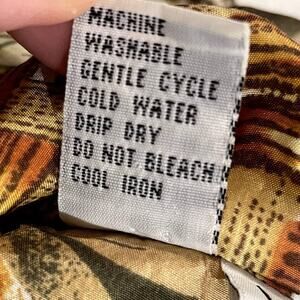 MACHINE
WASHABLE
GENTLE CYCLE
COLD WATER
DRIP DRY
DO NOT BLEACH
COOL IRON